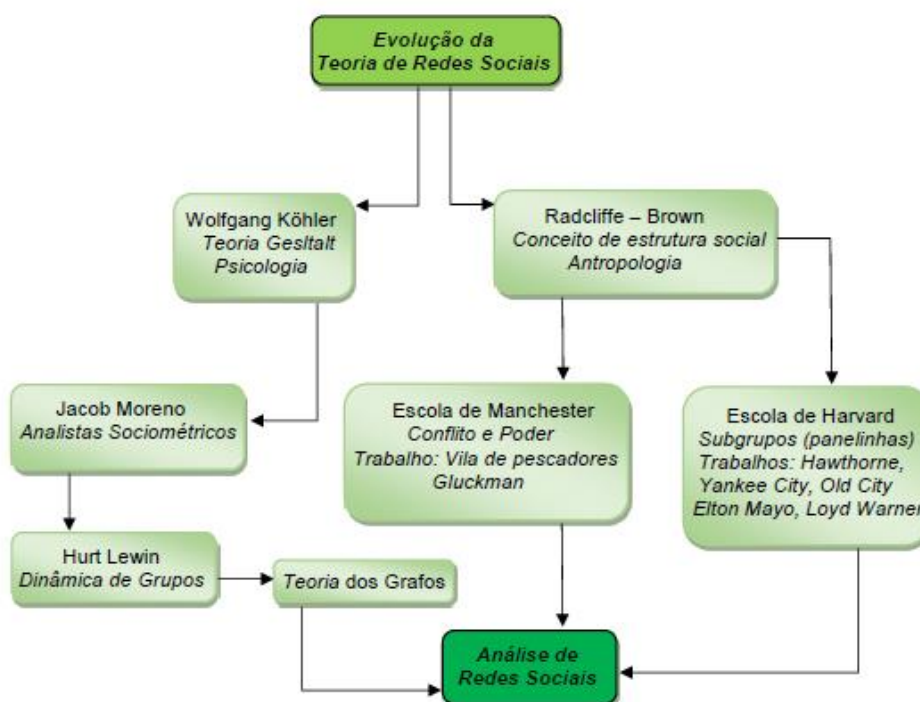 Evolução da
Teoria de Redes Sociais
Wolfgang Köhler
Teoria Gesltalt
Psicologia
Radcliffe – Brown
Conceito de estrutura social
Antropologia
Jacob Moreno
Analistas Sociométricos
Escola de Manchester
Conflito e Poder
Trabalho: Vila de pescadores
Gluckman
Escola de Harvard
Subgrupos (panelinhas)
Trabalhos: Hawthorne,
Yankee City, Old City
Elton Mayo, Loyd Warner
Hurt Lewin
Dinâmica de Grupos
Teoria dos Grafos
Análise de
Redes Sociais